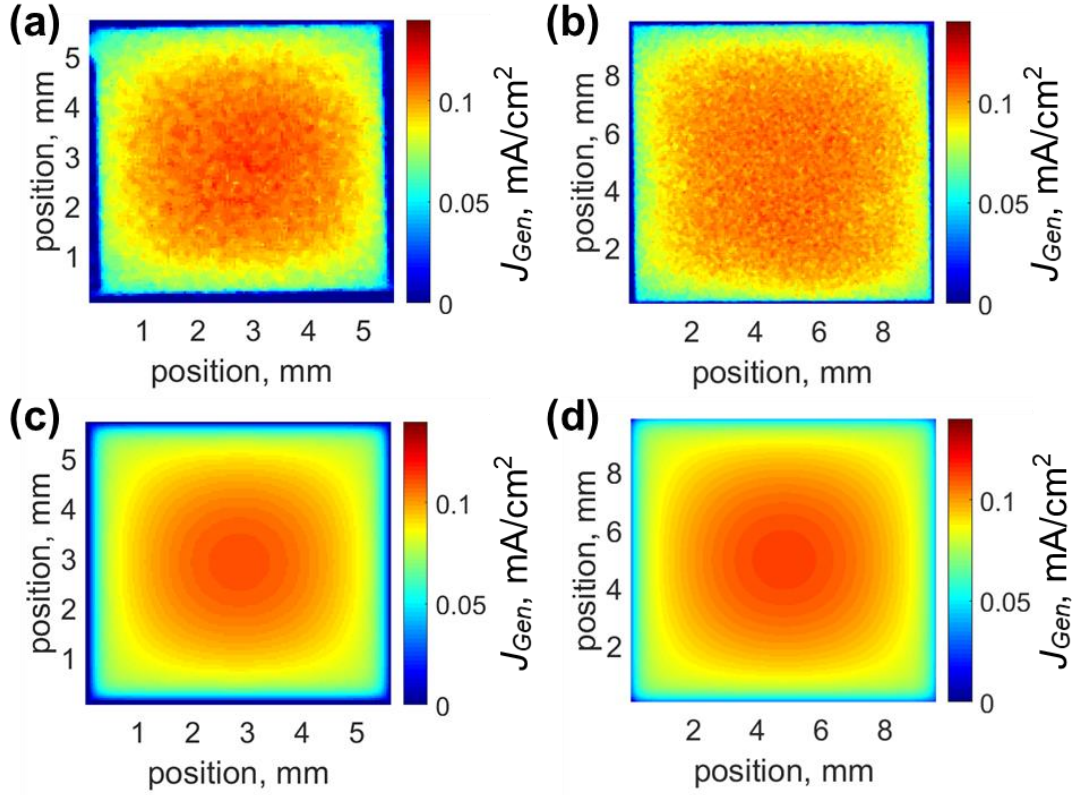 (a)
5
4
3
2
1
position, mm
1 2 3 4 5
position, mm
0.1
0.05
0
J_Gen, mA/cm²
(b)
8
6
4
2
position, mm
2 4 6 8
position, mm
0.1
0.05
0
J_Gen, mA/cm²
(c)
5
4
3
2
1
position, mm
1 2 3 4 5
position, mm
0.1
0.05
0
J_Gen, mA/cm²
(d)
8
6
4
2
position, mm
2 4 6 8
position, mm
0.1
0.05
0
J_Gen, mA/cm²